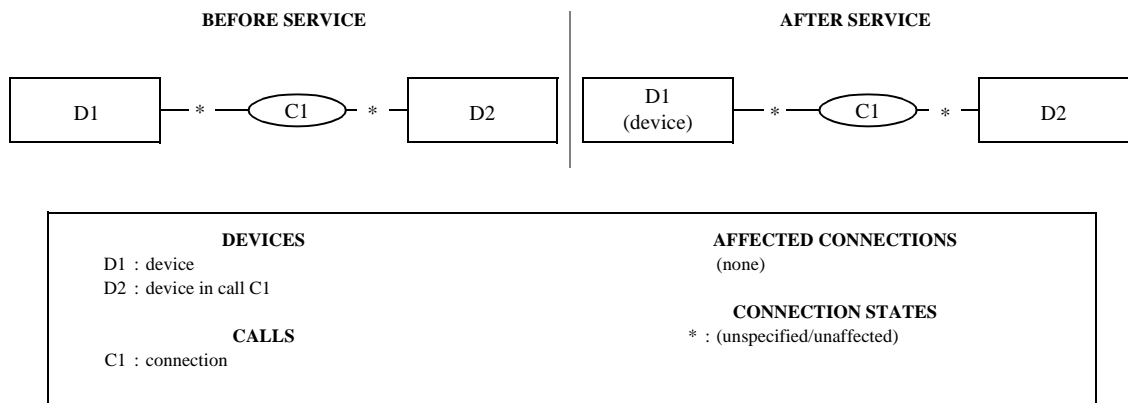 BEFORE SERVICE
AFTER SERVICE
D1 * C1 * D2
D1
(device)
* C1 * D2
DEVICES
D1 : device
D2 : device in call C1
CALLS
C1 : connection
AFFECTED CONNECTIONS
(none)
CONNECTION STATES
* : (unspecified/unaffected)